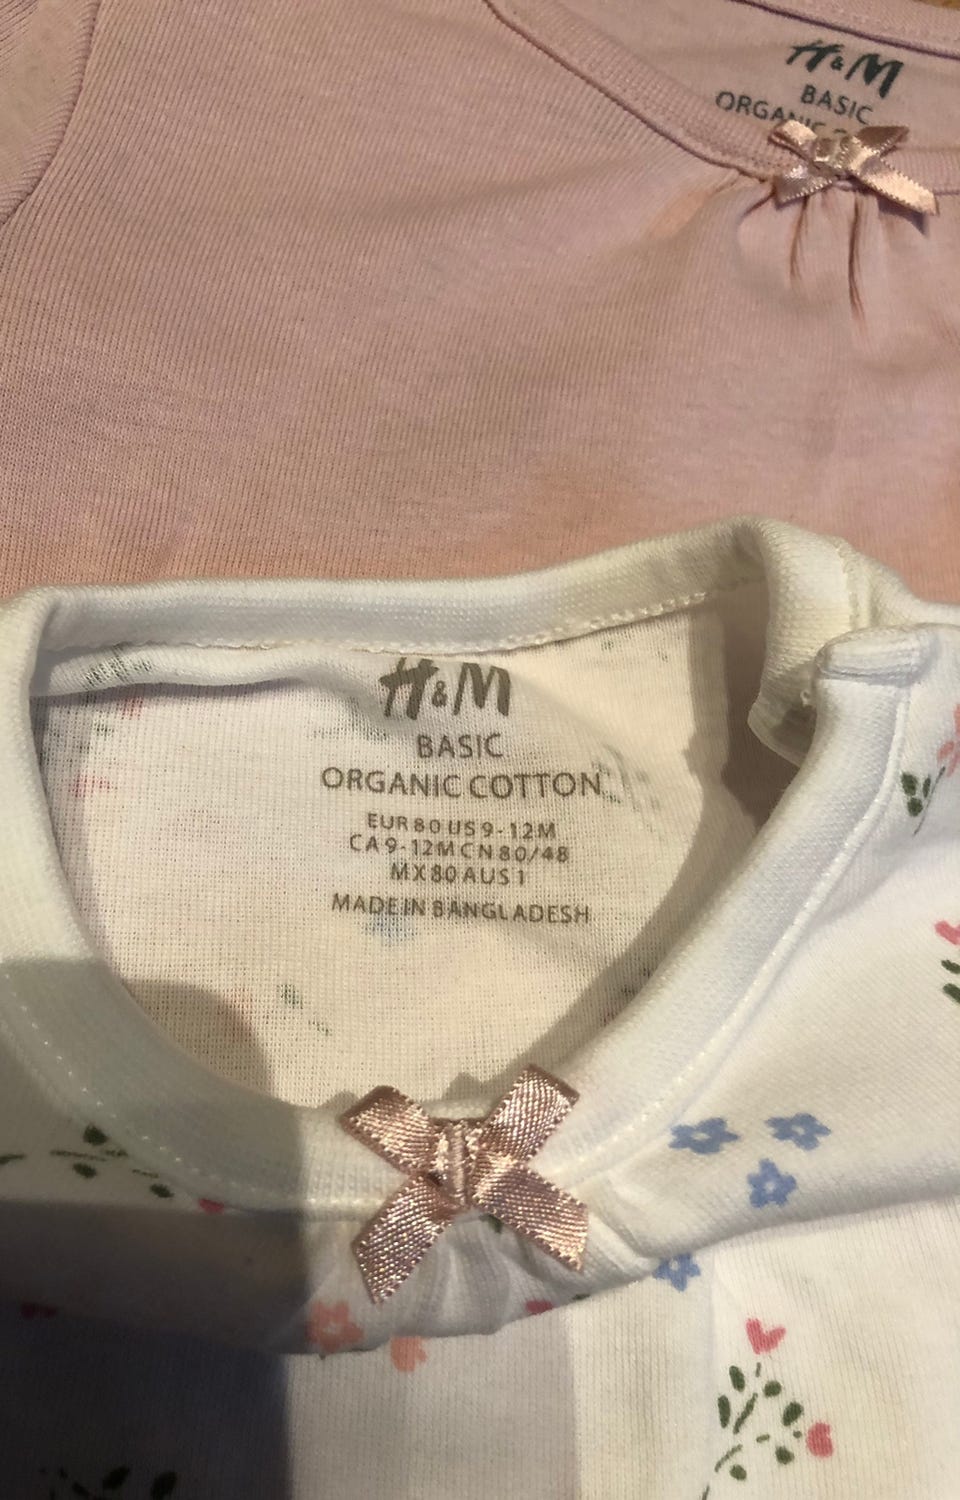 H&M
BASIC
ORGANIC
H&M
BASIC
ORGANIC COTTON
EUR 80 US 9-12M
CA 9-12M CN 80/48
MX 80 AUS 1
MADE IN BANGLADESH